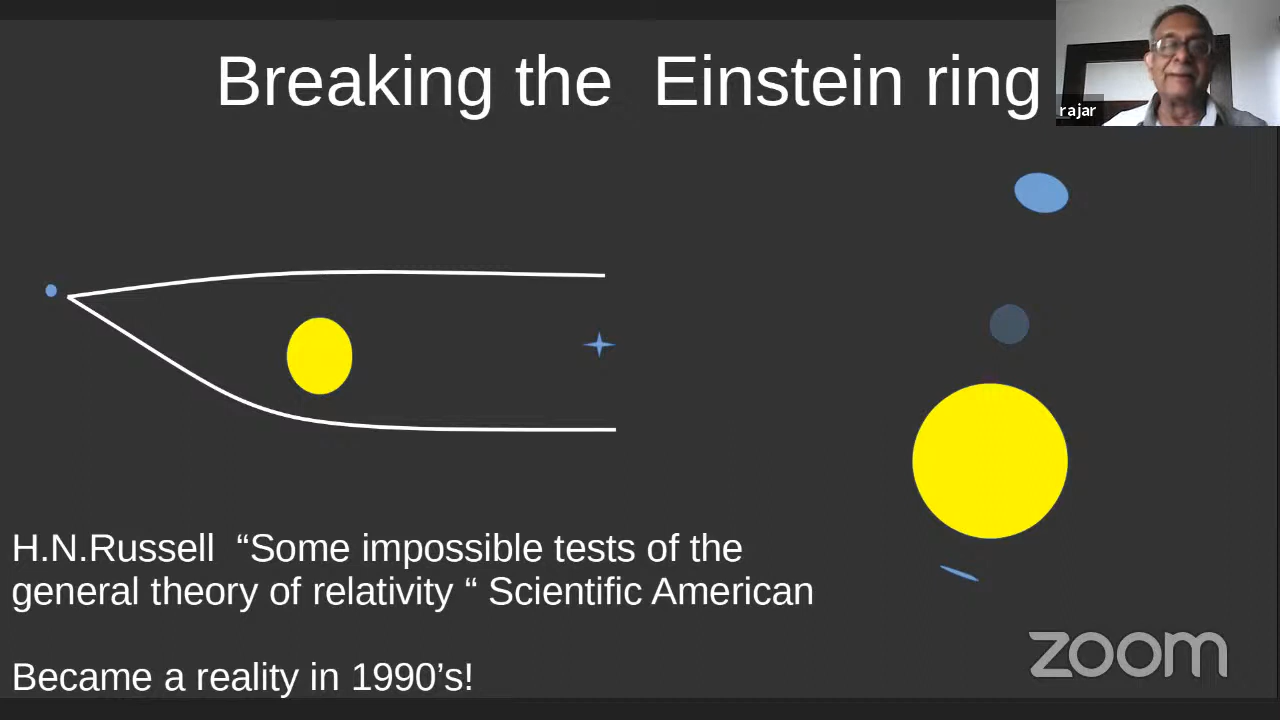 Breaking the  Einstein ring
rajar
H.N.Russell  “Some impossible tests of the
general theory of relativity “ Scientific American
Became a reality in 1990’s!
zoom